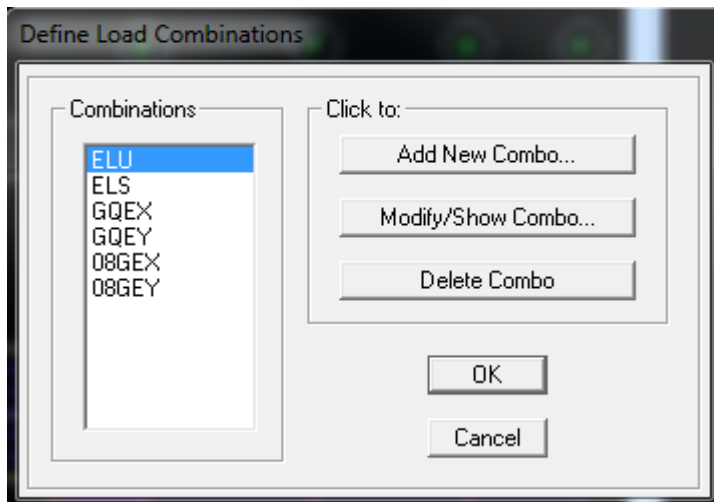 Define Load Combinations
Combinations
ELU
ELS
GQEX
GQEY
08GEX
08GEY
Click to:
Add New Combo...
Modify/Show Combo...
Delete Combo
OK
Cancel